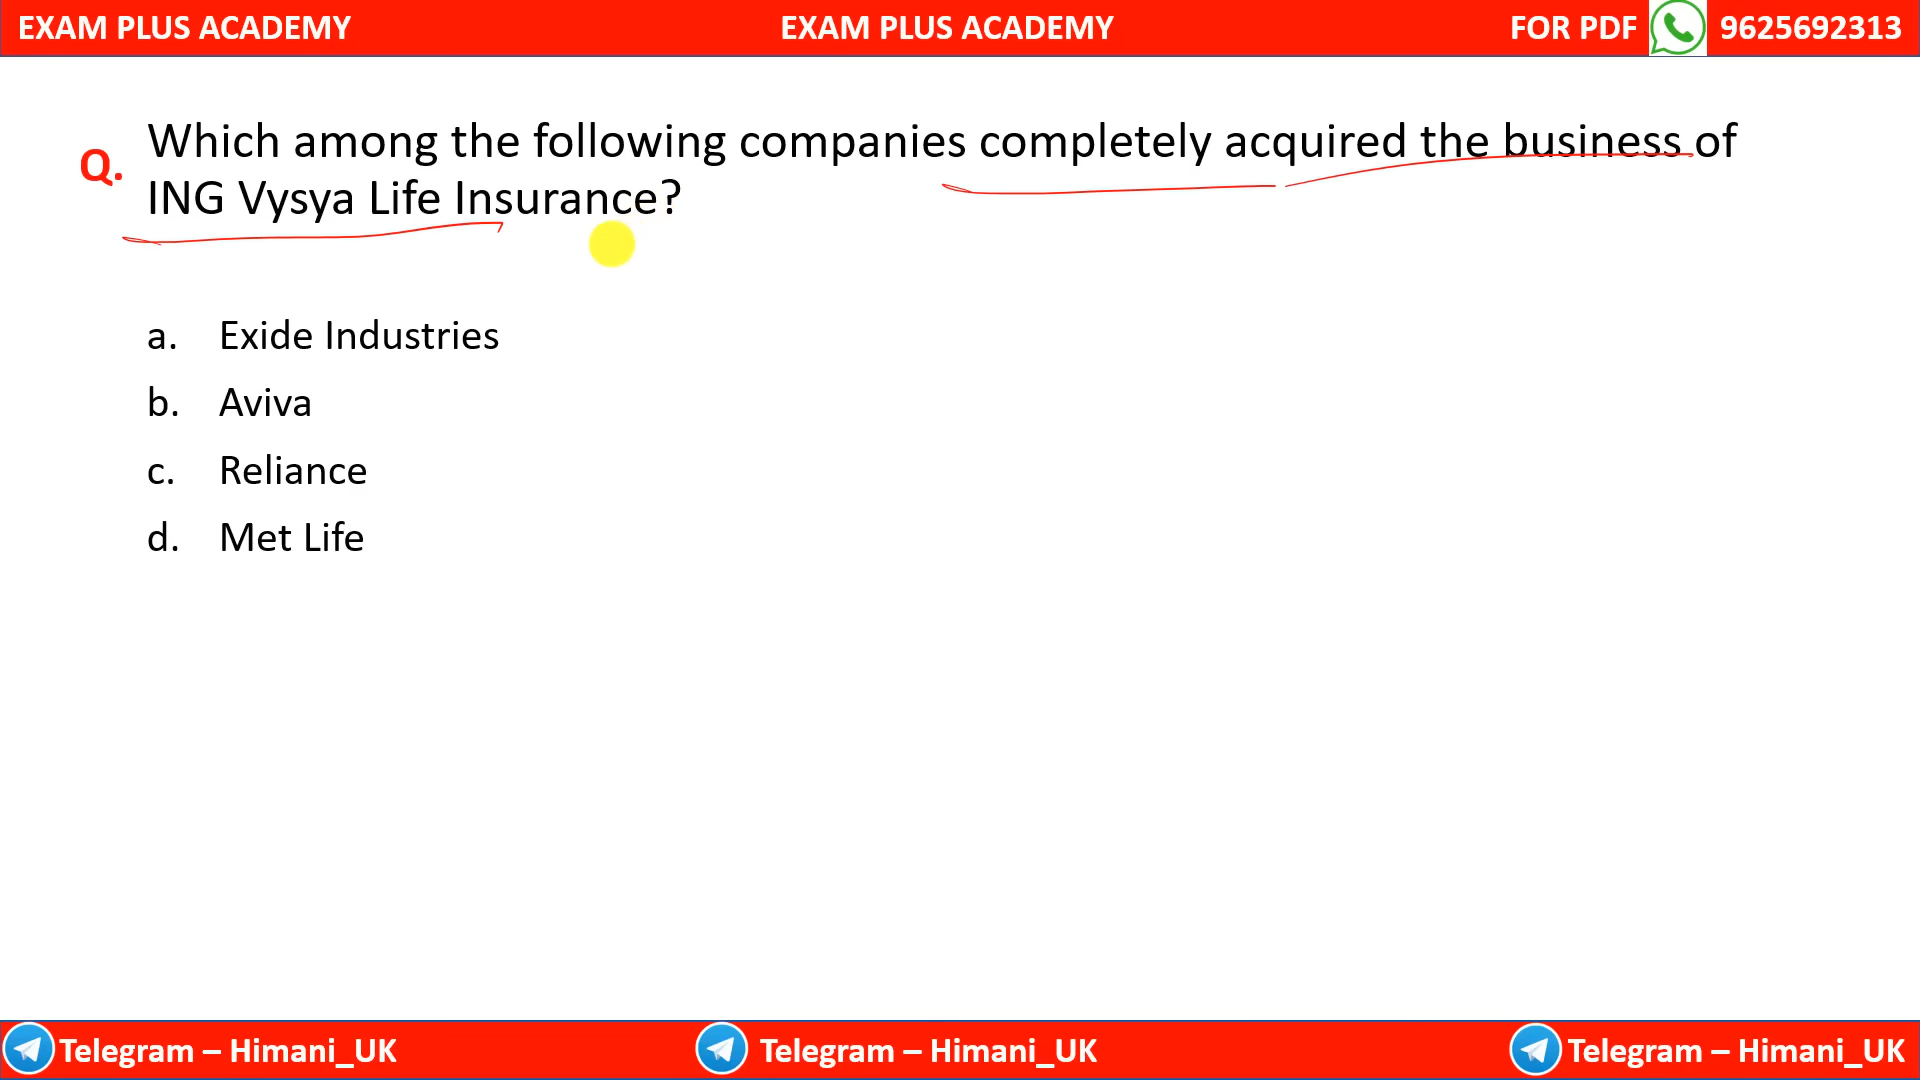 EXAM PLUS ACADEMY EXAM PLUS ACADEMY FOR PDF 9625692313
Q. Which among the following companies completely acquired the business of
ING Vysya Life Insurance?
a. Exide Industries
b. Aviva
c. Reliance
d. Met Life
Telegram – Himani_UK Telegram – Himani_UK Telegram – Himani_UK